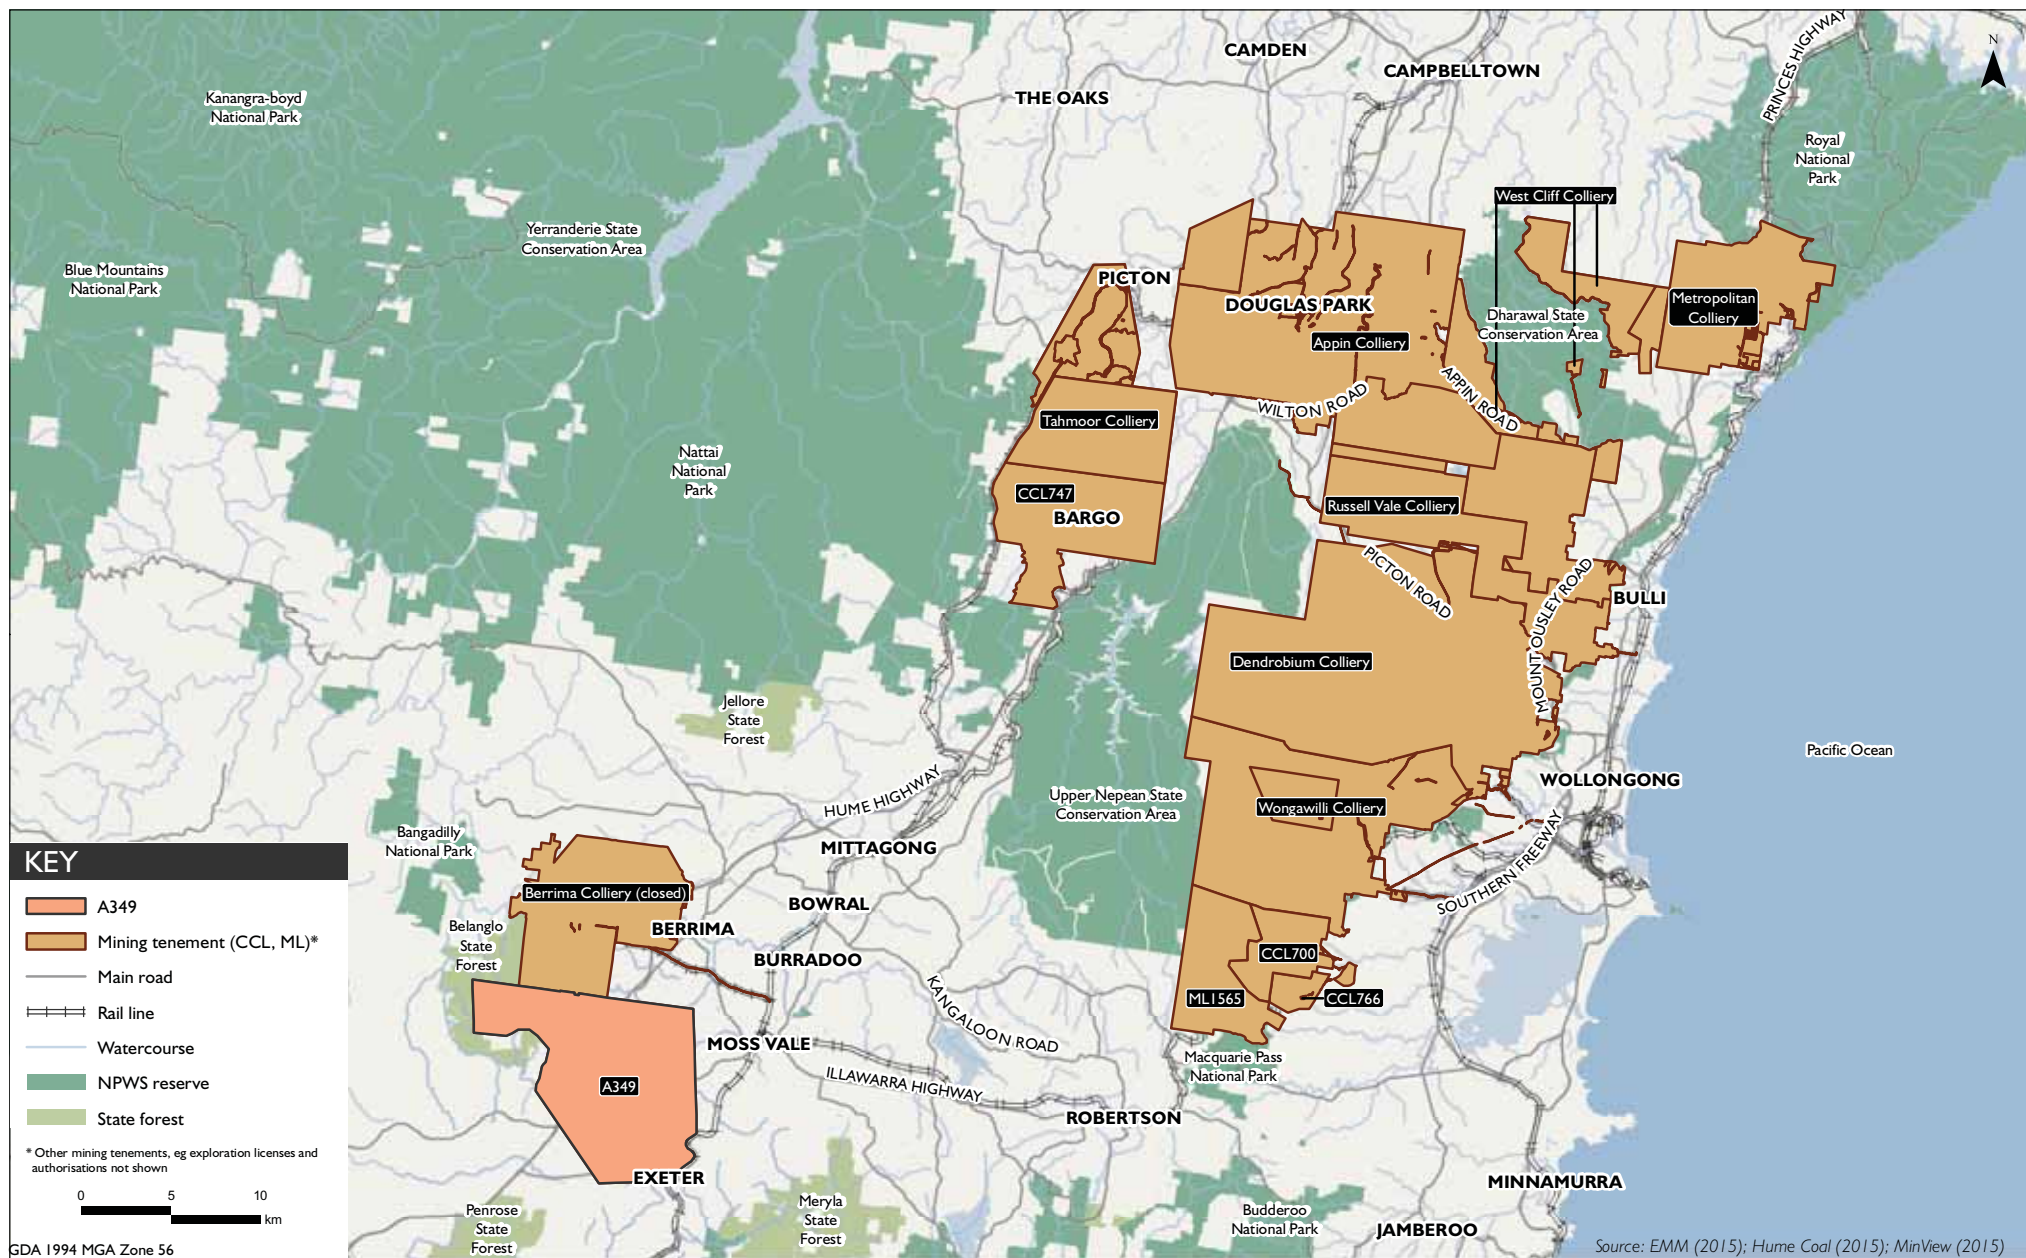 CAMDEN
CAMPBELLTOWN
THE OAKS
PRINCES HIGHWAY
N
Kanangra-boyd
National Park
Royal
National
Park
West Cliff Colliery
Yerranderie State
Conservation Area
Blue Mountains
National Park
PICTON
DOUGLAS PARK
Metropolitan
Colliery
Dharawal State
Conservation Area
Appin Colliery
APPIN ROAD
WILTON ROAD
Tahmoor Colliery
Nattai
National
Park
CCL747
BARGO
Russell Vale Colliery
PICTON ROAD
MOUNT OUSLEY ROAD
BULLI
Dendrobium Colliery
Jellore
State
Forest
Pacific Ocean
HUME HIGHWAY
WOLLONGONG
Upper Nepean State
Conservation Area
Wongawilli Colliery
SOUTHERN FREEWAY
Bangadilly
National Park
MITTAGONG
Berrima Colliery (closed)
BOWRAL
Belanglo
State
Forest
BERRIMA
BURRADOO
CCL700
ML1565
CCL766
KANGALOON ROAD
MOSS VALE
Macquarie Pass
National Park
A349
ILLAWARRA HIGHWAY
ROBERTSON
EXETER
MINNAMURRA
Penrose
State
Forest
Meryla
State
Forest
Budderoo
National Park
JAMBEROO
KEY
A349
Mining tenement (CCL, ML)*
Main road
Rail line
Watercourse
NPWS reserve
State forest
* Other mining tenements, eg exploration licenses and
authorisations not shown
0 5 10
km
GDA 1994 MGA Zone 56
Source: EMM (2015); Hume Coal (2015); MinView (2015)